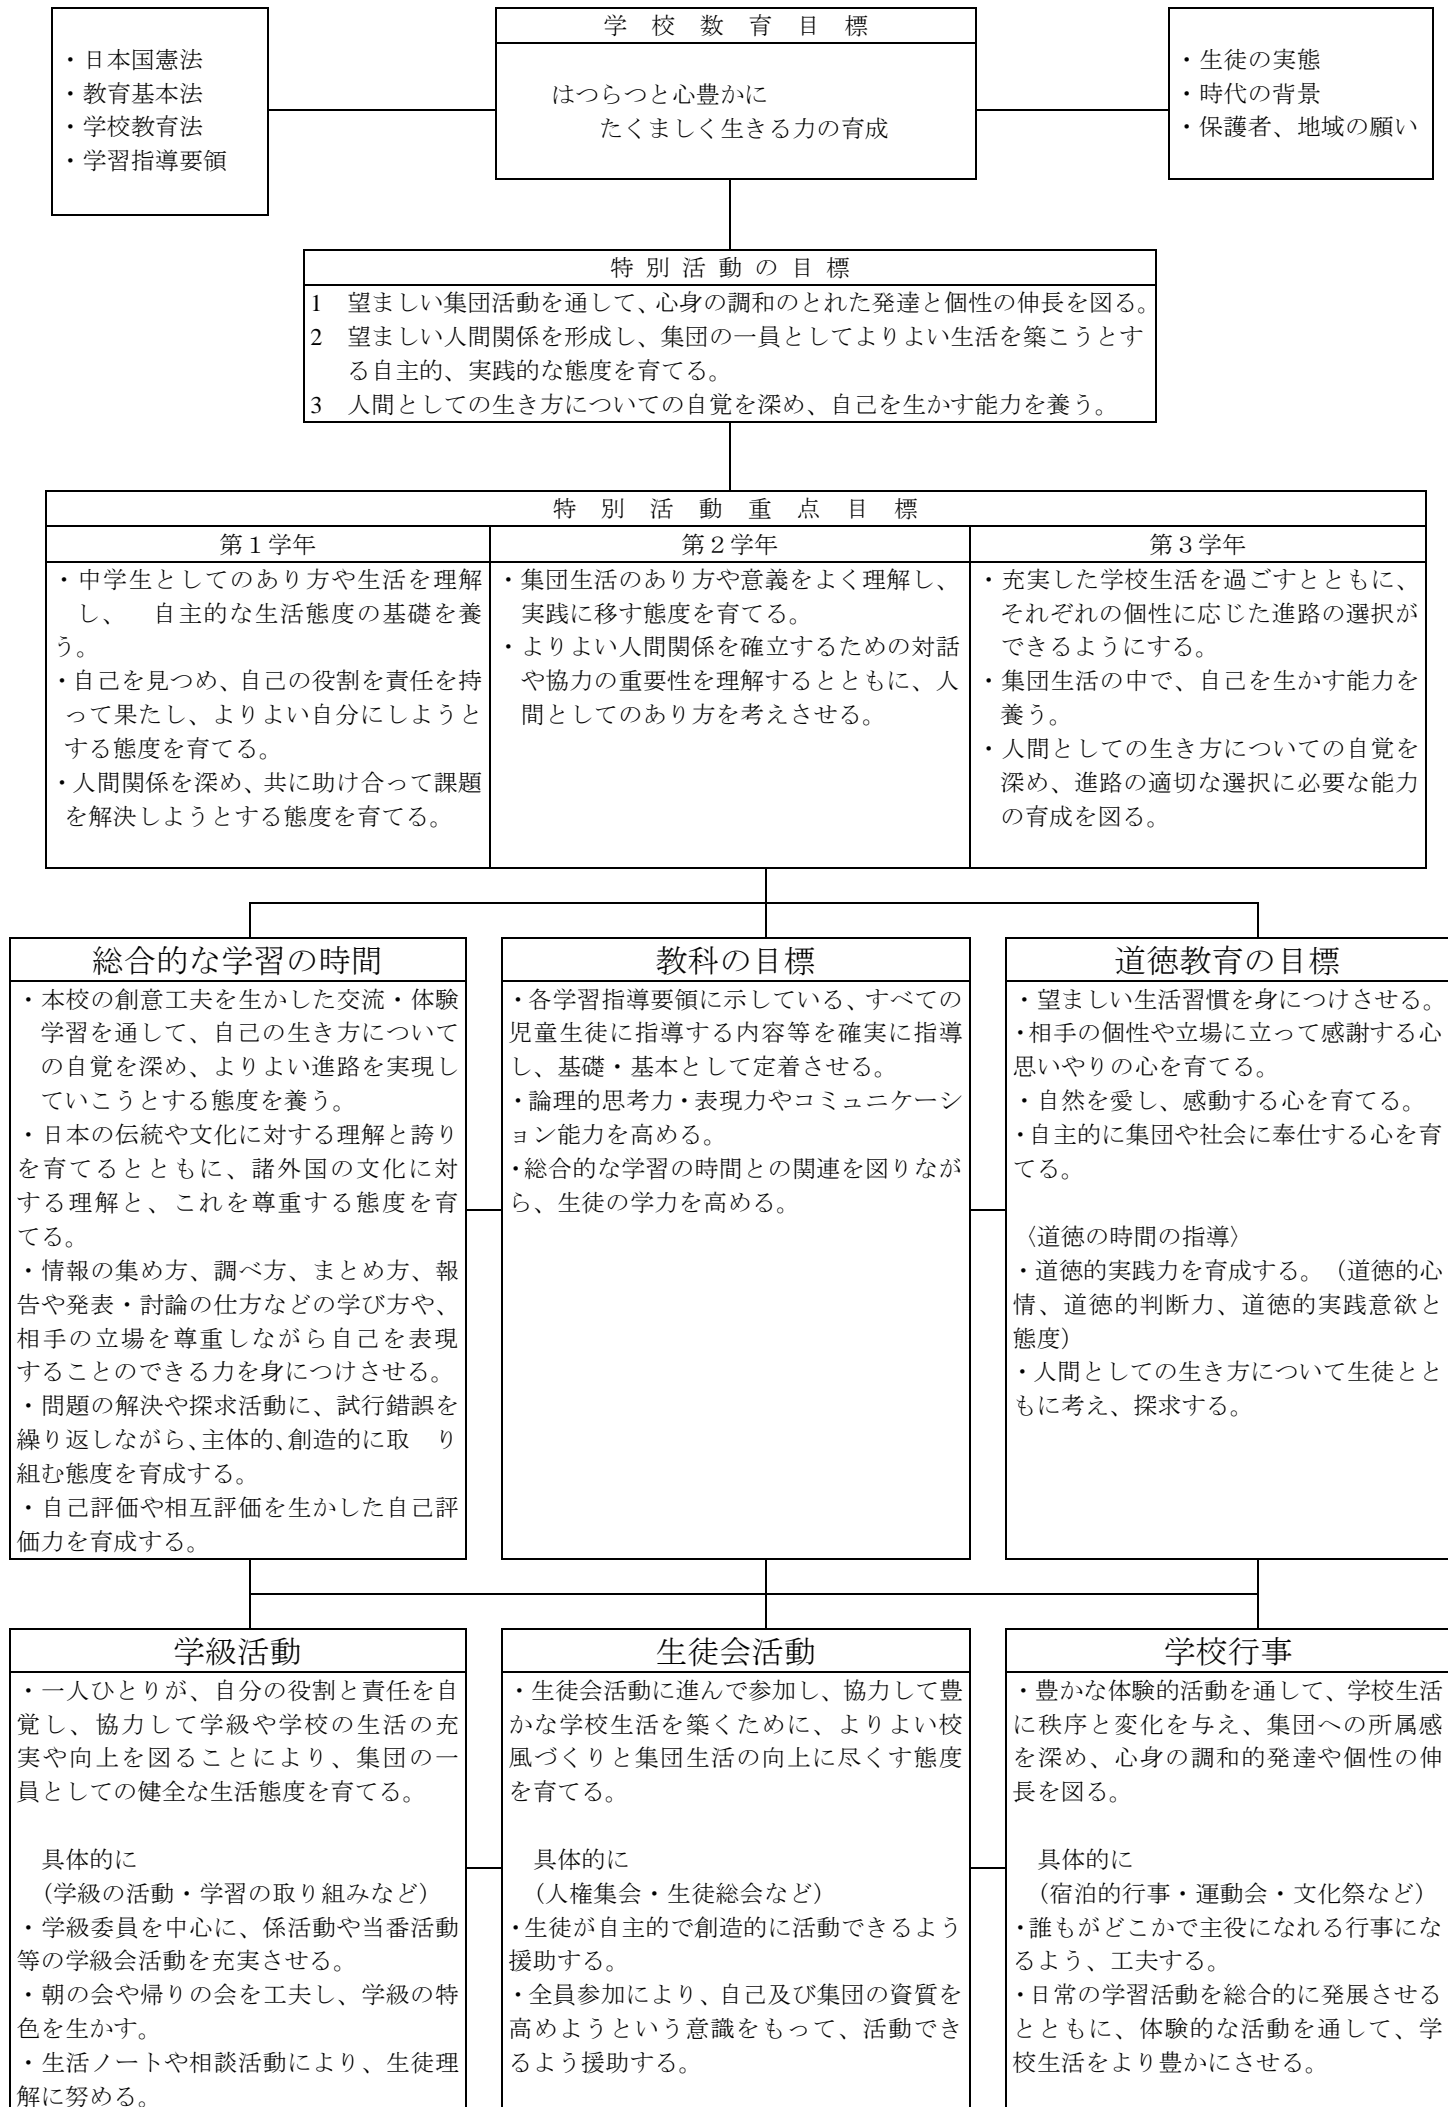 ・日本国憲法
・教育基本法
・学校教育法
・学習指導要領
学 校 数 育 目 標
はつらつと心豊かに
たくましく生きる力の育成
・生徒の実態
・時代の背景
・保護者、地域の願い
特 別 活 動 の 目 標
1 望ましい集団活動を通して、心身の調和のとれた発達と個性の伸長を図る。
2 望ましい人間関係を形成し、集団の一員としてよりよい生活を築こうとす
る自主的、実践的な態度を育てる。
3 人間としての生き方についての自覚を深め、自己を生かす能力を養う。
特 別 活 動 重 点 目 標
第1学年
・中学生としてのあり方や生活を理解
し、 自主的な生活態度の基礎を養
う。
・自己を見つめ、自己の役割を責任を持
って果たし、よりよい自分にしようと
する態度を育てる。
・人間関係を深め、共に助け合って課題
を解決しようとする態度を育てる。
第2学年
・集団生活のあり方や意義をよく理解し、
実践に移す態度を育てる。
・よりよい人間関係を確立するための対話
や協力の重要性を理解するとともに、人
間としてのあり方を考えさせる。
第3学年
・充実した学校生活を過ごすとともに、
それぞれの個性に応じた進路の選択が
できるようにする。
・集団生活の中で、自己を生かす能力を
養う。
・人間としての生き方についての自覚を
深め、進路の適切な選択に必要な能力
の育成を図る。
総合的な学習の時間
・本校の創意工夫を生かした交流・体験
学習を通して、自己の生き方について
の自覚を深め、よりよい進路を実現し
ていこうとする態度を養う。
・日本の伝統や文化に対する理解と誇り
を育てるとともに、諸外国の文化に対
する理解と、これを尊重する態度を育
てる。
・情報の集め方、調べ方、まとめ方、報
告や発表・討論の仕方などの学び方や、
相手の立場を尊重しながら自己を表現
することのできる力を身につけさせる。
・問題の解決や探求活動に、試行錯誤を
繰り返しながら、主体的、創造的に取 り
組む態度を育成する。
・自己評価や相互評価を生かした自己評
価力を育成する。
教科の目標
・各学習指導要領に示している、すべての
児童生徒に指導する内容等を確実に指導
し、基礎・基本として定着させる。
・論理的思考力・表現力やコミュニケーシ
ョン能力を高める。
・総合的な学習の時間との関連を図りなが
ら、生徒の学力を高める。
道徳教育の目標
・望ましい生活習慣を身につけさせる。
・相手の個性や立場に立って感謝する心
思いやりの心を育てる。
・自然を愛し、感動する心を育てる。
・自主的に集団や社会に奉仕する心を育
てる。
〈道徳の時間の指導〉
・道徳的実践力を育成する。（道徳的心
情、道徳的判断力、道徳的実践意欲と
態度）
・人間としての生き方について生徒とと
もに考え、探求する。
学級活動
・一人ひとりが、自分の役割と責任を自
覚し、協力して学級や学校の生活の充
実や向上を図ることにより、集団の一
員としての健全な生活態度を育てる。
具体的に
（学級の活動・学習の取り組みなど）
・学級委員を中心に、係活動や当番活動
等の学級会活動を充実させる。
・朝の会や帰りの会を工夫し、学級の特
色を生かす。
・生活ノートや相談活動により、生徒理
解に努める。
生徒会活動
・生徒会活動に進んで参加し、協力して豊
かな学校生活を築くために、よりよい校
風づくりと集団生活の向上に尽くす態度
を育てる。
具体的に
（人権集会・生徒総会など）
・生徒が自主的で創造的に活動できるよう
援助する。
・全員参加により、自己及び集団の資質を
高めようという意識をもって、活動でき
るよう援助する。
学校行事
・豊かな体験的活動を通して、学校生活
に秩序と変化を与え、集団への所属感
を深め、心身の調和的発達や個性の伸
長を図る。
具体的に
（宿泊的行事・運動会・文化祭など）
・誰もがどこかで主役になれる行事にな
るよう、工夫する。
・日常の学習活動を総合的に発展させる
とともに、体験的な活動を通して、学
校生活をより豊かにさせる。